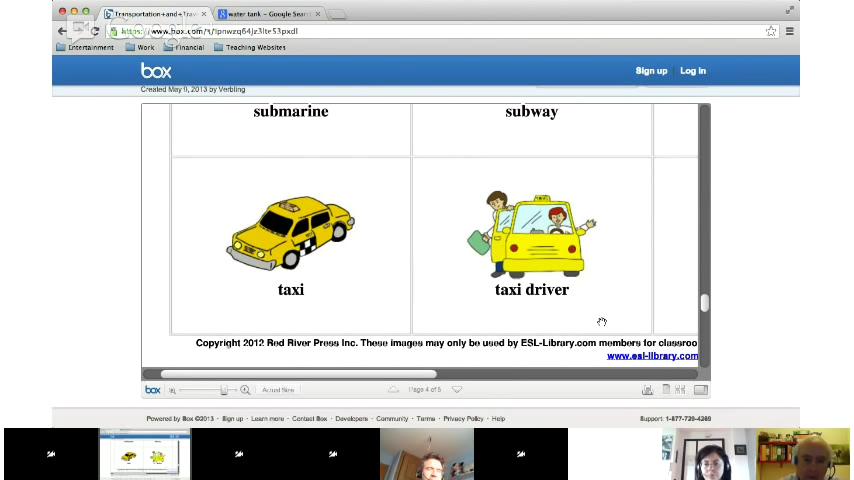 Transportation and Trav
water tank - Google Sear
https://www.box.com/s/
Google
Entertainment Work Financial Teaching Websites
box
Sign up Log In
Created May 9, 2013 by Verbling
submarine subway
TAXI
taxi taxi driver
Copyright 2012 Red River Press Inc. These images may only be used by ESL-Library.com members for classroo
www.esl-library.com
box Actual Size Page 4 of 5
Powered by Box ©2013 Sign up Learn more Contact Box Developers Community Terms Privacy Policy Help Support: 1-877-729-4269